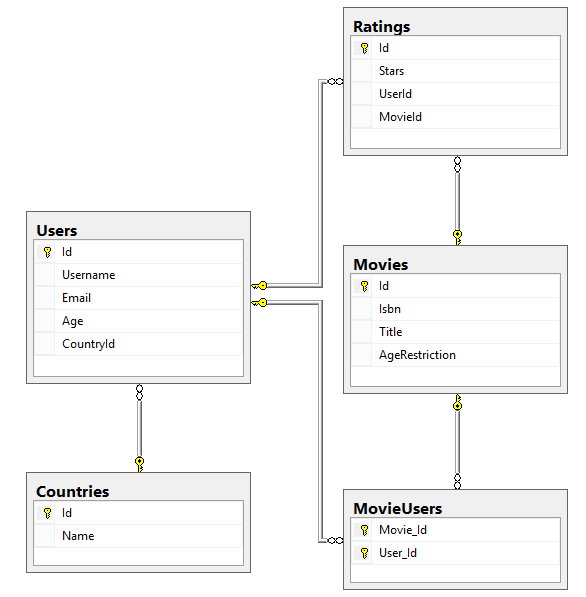 Ratings
Id
Stars
UserId
MovieId
Users
Id
Username
Email
Age
CountryId
Movies
Id
Isbn
Title
AgeRestriction
Countries
Id
Name
MovieUsers
Movie_Id
User_Id